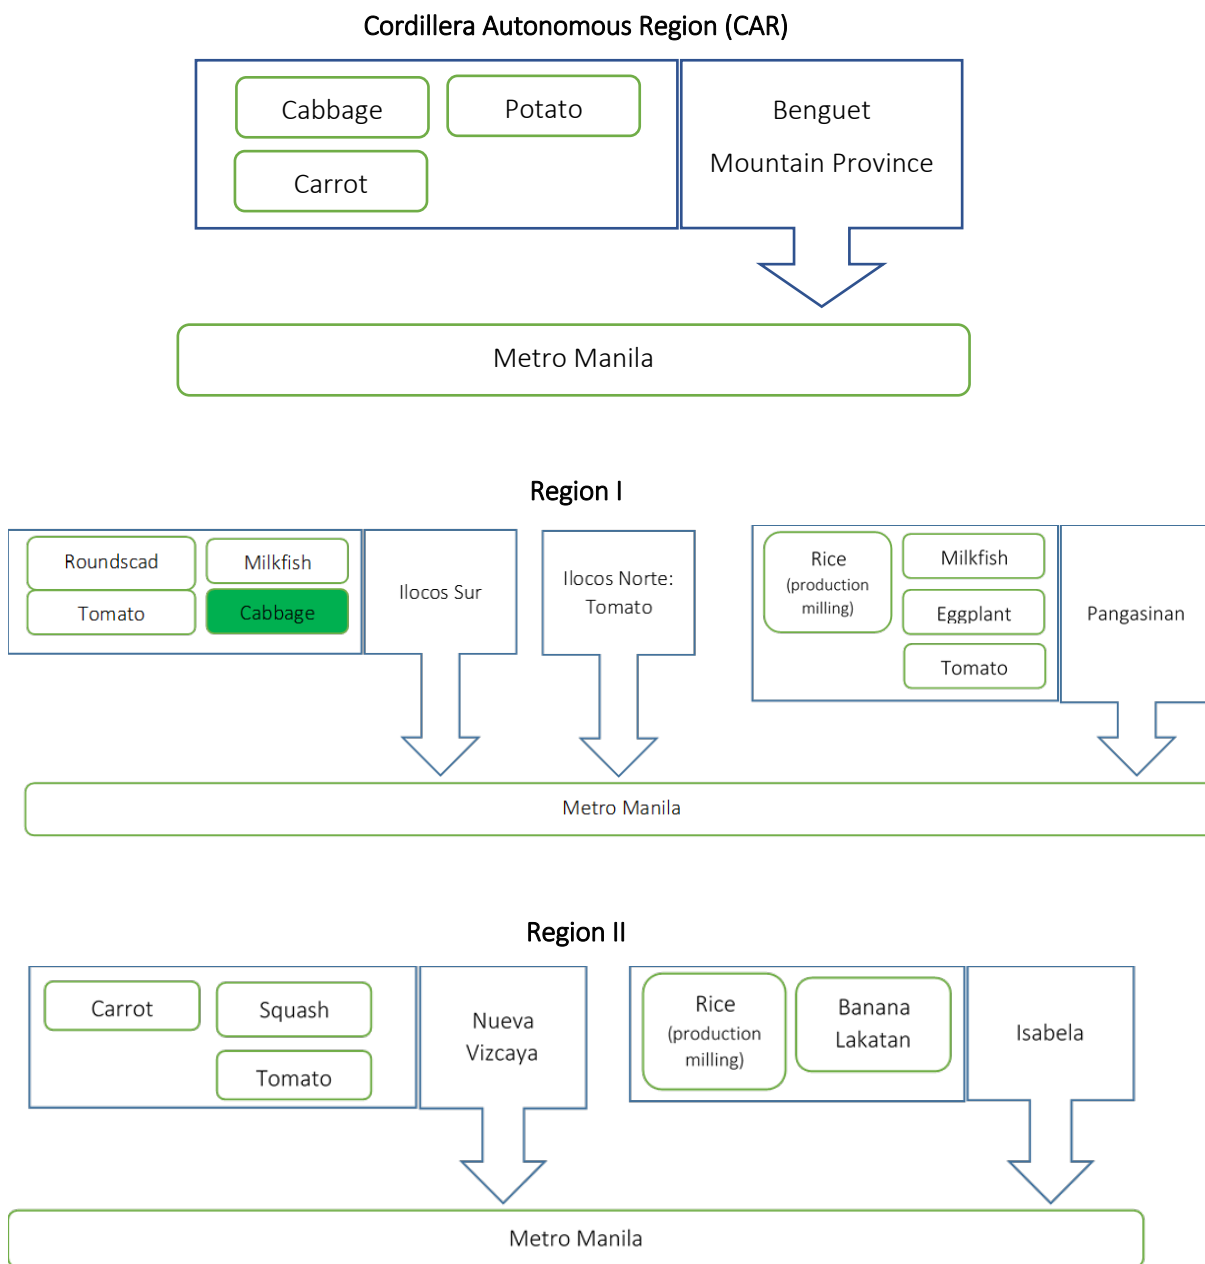 Cordillera Autonomous Region (CAR)
Cabbage
Potato
Carrot
Benguet
Mountain Province
Metro Manila
Region I
Roundscad
Milkfish
Tomato
Cabbage
Ilocos Sur
Ilocos Norte:
Tomato
Rice
(production
milling)
Milkfish
Eggplant
Tomato
Pangasinan
Metro Manila
Region II
Carrot
Squash
Tomato
Nueva
Vizcaya
Rice
(production
milling)
Banana
Lakatan
Isabela
Metro Manila